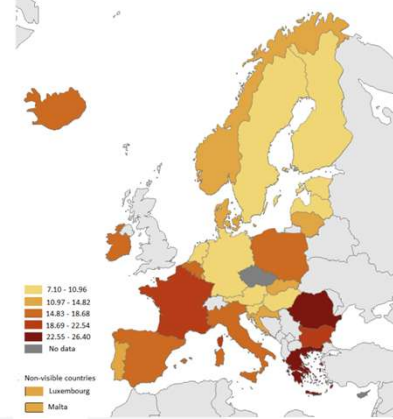 7.10 - 10.96
10.97 - 14.82
14.83 - 18.68
18.69 - 22.54
22.55 - 26.40
No data
Non-visible countries
Luxembourg
Malta